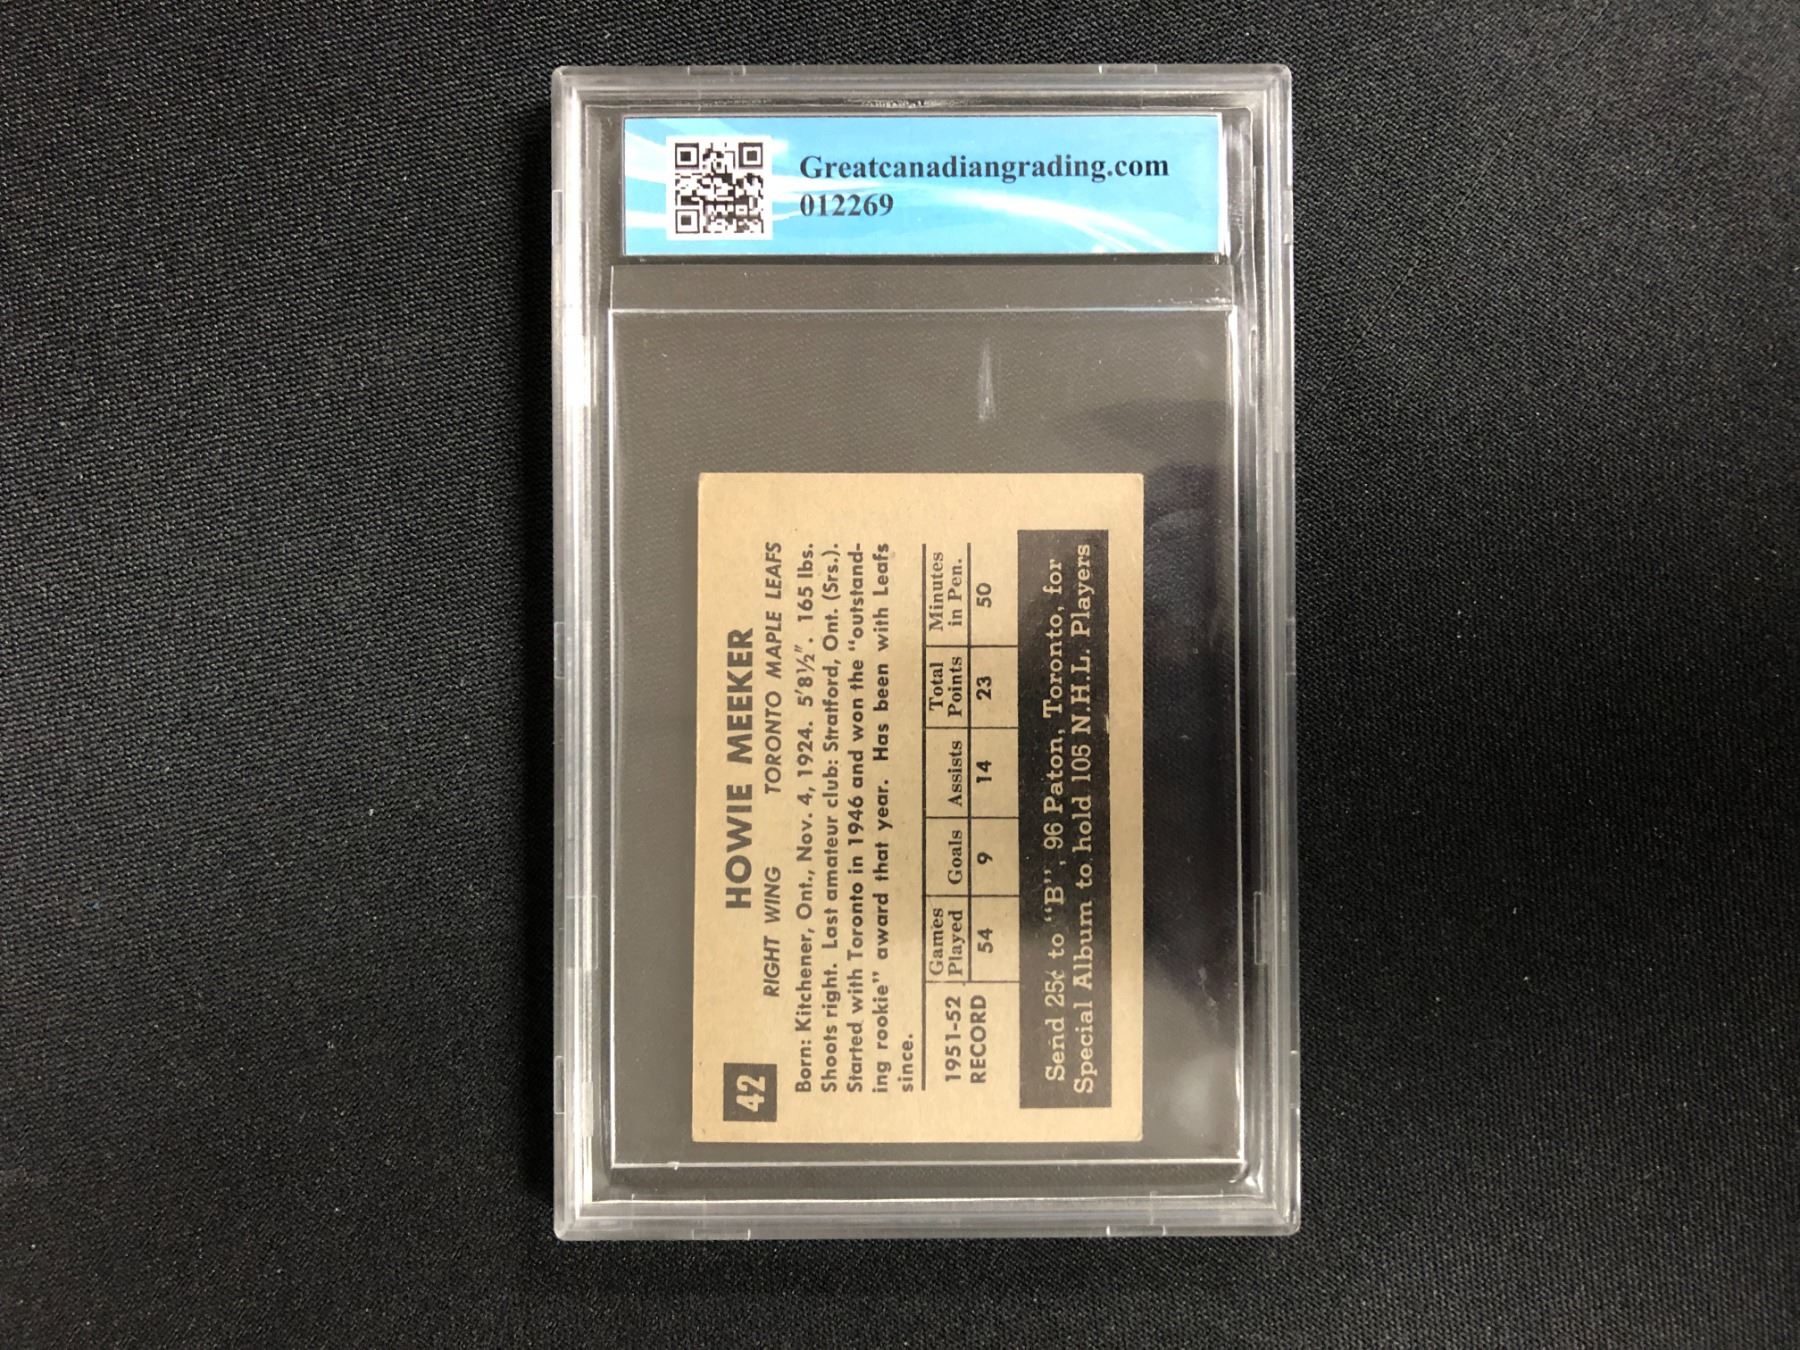 Greatcanadiangrading.com
012269
42
HOWIE MEEKER
RIGHT WING TORONTO MAPLE LEAFS
Born: Kitchener, Ont., Nov. 4, 1924. 5'8½". 165 lbs.
Shoots right. Last amateur club: Stratford, Ont. (Srs.).
Started with Toronto in 1946 and won the "outstand-
ing rookie" award that year. Has been with Leafs
since.
1951-52 RECORD
Games Played Goals Assists Total Points Minutes in Pen.
54 9 14 23 50
Send 25¢ to "B", 96 Paton, Toronto, for
Special Album to hold 105 N.H.L. Players